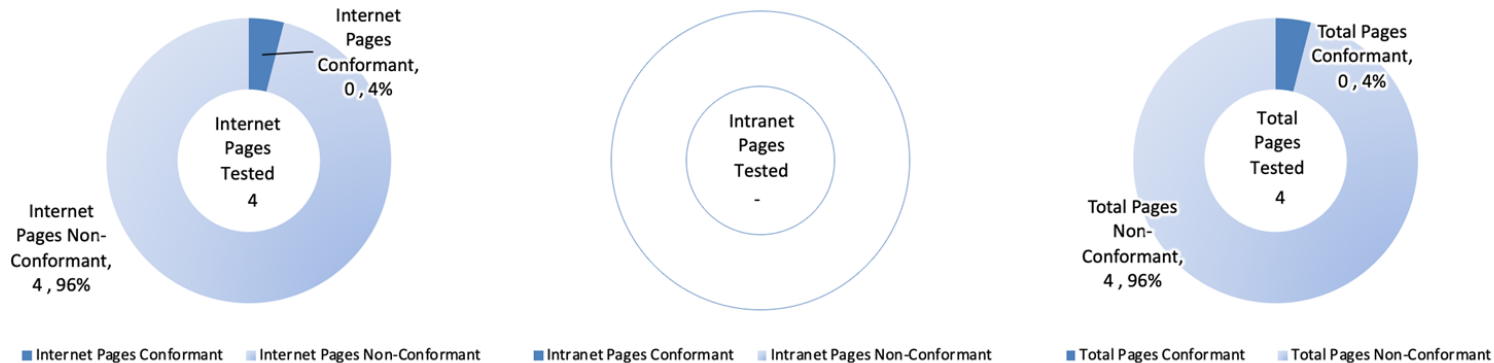 Internet
Pages
Conformant,
0 , 4%
Internet
Pages
Tested
4
Internet
Pages Non-
Conformant,
4 , 96%
Internet Pages Conformant
Internet Pages Non-Conformant
Intranet
Pages
Tested
-
Intranet Pages Conformant
Intranet Pages Non-Conformant
Total Pages
Conformant,
0 , 4%
Total
Pages
Tested
4
Total Pages
Non-
Conformant,
4 , 96%
Total Pages Conformant
Total Pages Non-Conformant